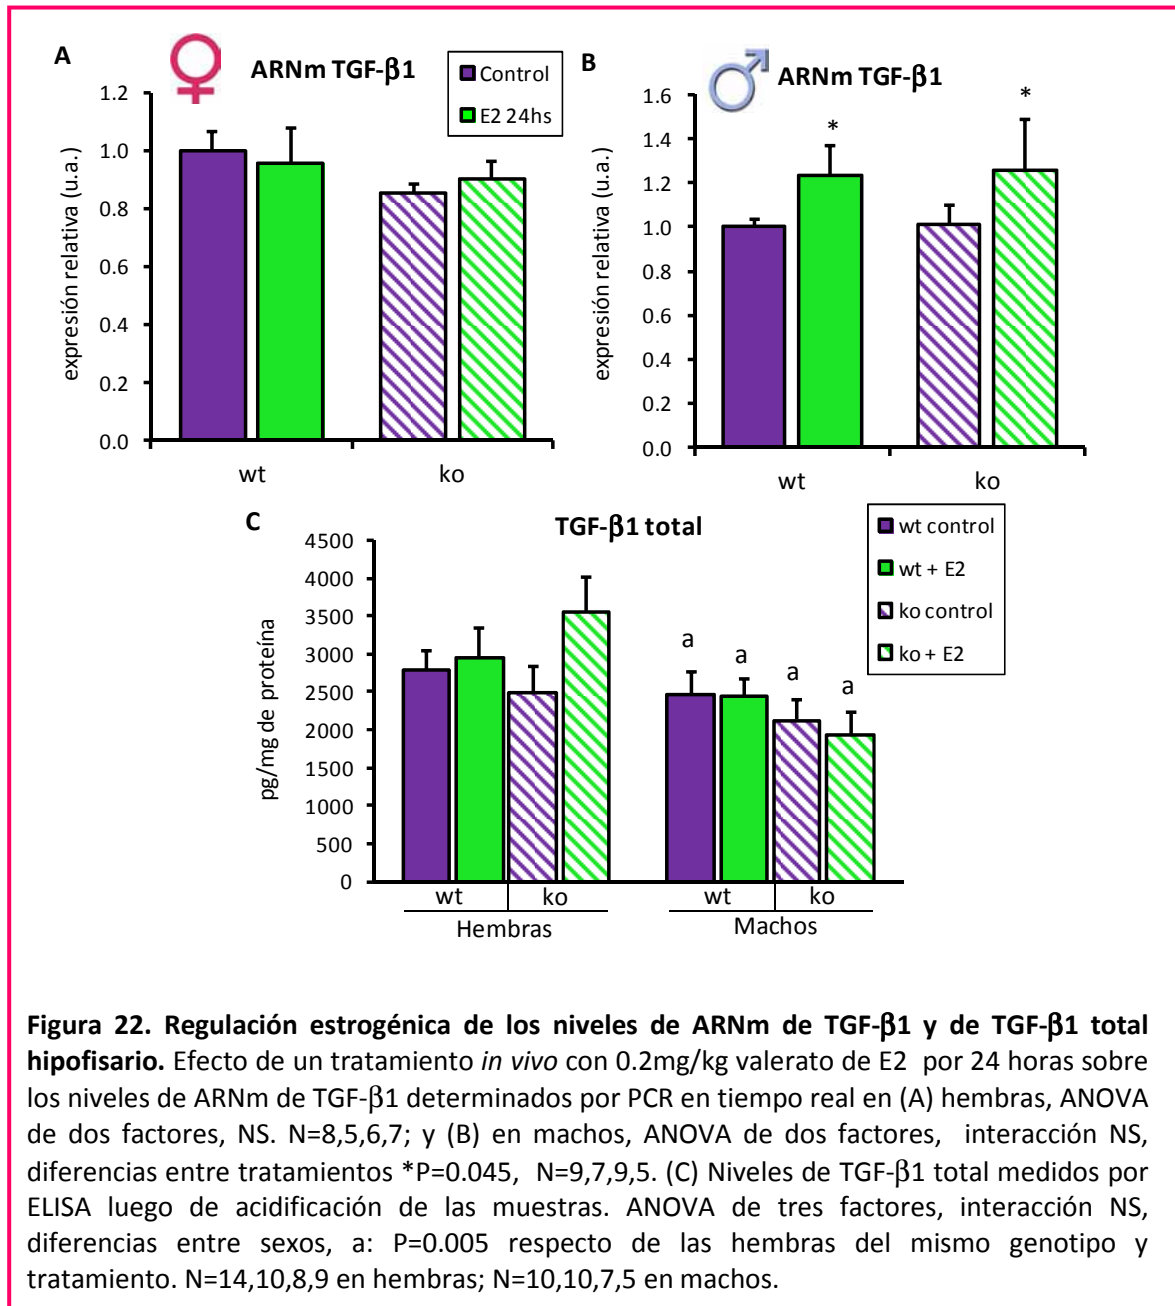 A
ARNm TGF-β1
Control
E2 24hs
expresión relativa (u.a.)
1.2
1.0
0.8
0.6
0.4
0.2
0.0
wt
ko
B
ARNm TGF-β1
expresión relativa (u.a.)
1.6
1.4
1.2
1.0
0.8
0.6
0.4
0.2
0.0
*
*
wt
ko
C
TGF-β1 total
wt control
wt + E2
ko control
ko + E2
pg/mg de proteína
4500
4000
3500
3000
2500
2000
1500
1000
500
0
a
a
a
a
wt
ko
wt
ko
Hembras
Machos
Figura 22. Regulación estrogénica de los niveles de ARNm de TGF-β1 y de TGF-β1 total
hipofisario. Efecto de un tratamiento in vivo con 0.2mg/kg valerato de E2 por 24 horas sobre
los niveles de ARNm de TGF-β1 determinados por PCR en tiempo real en (A) hembras, ANOVA
de dos factores, NS. N=8,5,6,7; y (B) en machos, ANOVA de dos factores, interacción NS,
diferencias entre tratamientos *P=0.045, N=9,7,9,5. (C) Niveles de TGF-β1 total medidos por
ELISA luego de acidificación de las muestras. ANOVA de tres factores, interacción NS,
diferencias entre sexos, a: P=0.005 respecto de las hembras del mismo genotipo y
tratamiento. N=14,10,8,9 en hembras; N=10,10,7,5 en machos.